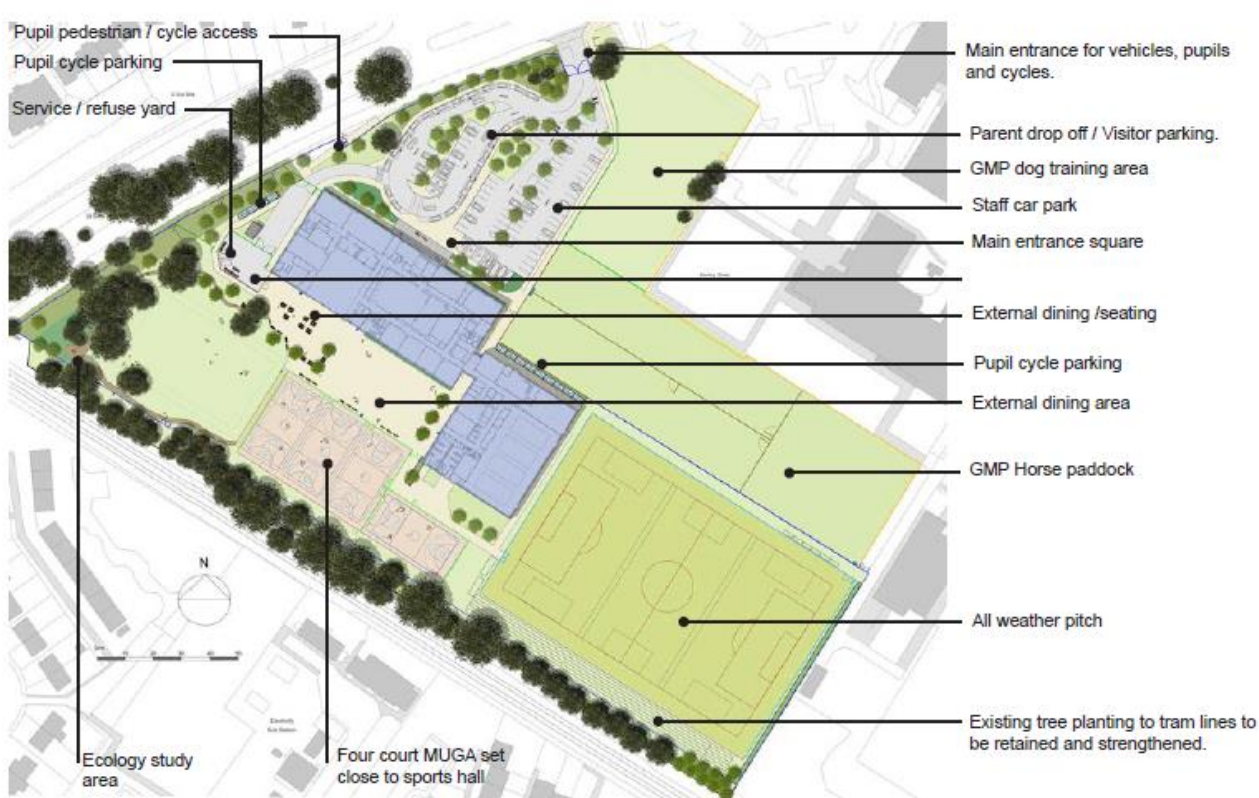 Pupil pedestrian / cycle access
Pupil cycle parking
Service / refuse yard
Main entrance for vehicles, pupils
and cycles.
Parent drop off / Visitor parking.
GMP dog training area
Staff car park
Main entrance square
External dining /seating
Pupil cycle parking
External dining area
GMP Horse paddock
All weather pitch
Existing tree planting to tram lines to
be retained and strengthened.
N
Electricity
Sub Station
Ecology study
area
Four court MUGA set
close to sports hall